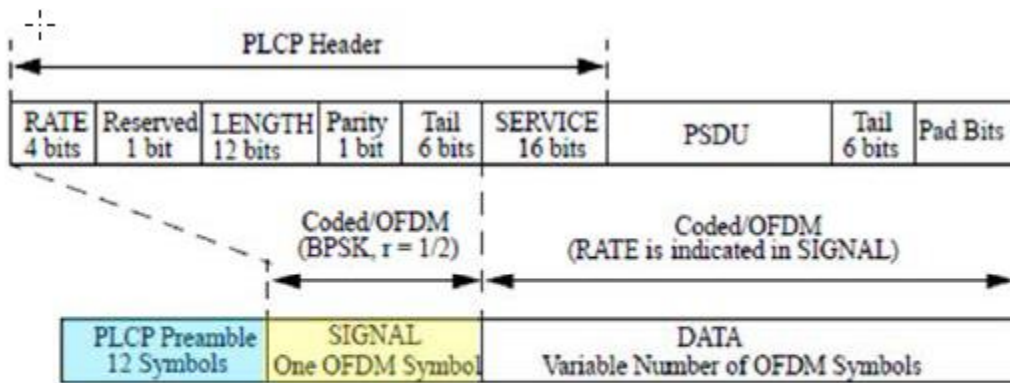 PLCP Header
RATE Reserved LENGTH Parity Tail SERVICE PSDU Tail Pad Bits
4 bits 1 bit 12 bits 1 bit 6 bits 16 bits 6 bits
Coded/OFDM Coded/OFDM
(BPSK, r = 1/2) (RATE is indicated in SIGNAL)
PLCP Preamble SIGNAL DATA
12 Symbols One OFDM Symbol Variable Number of OFDM Symbols